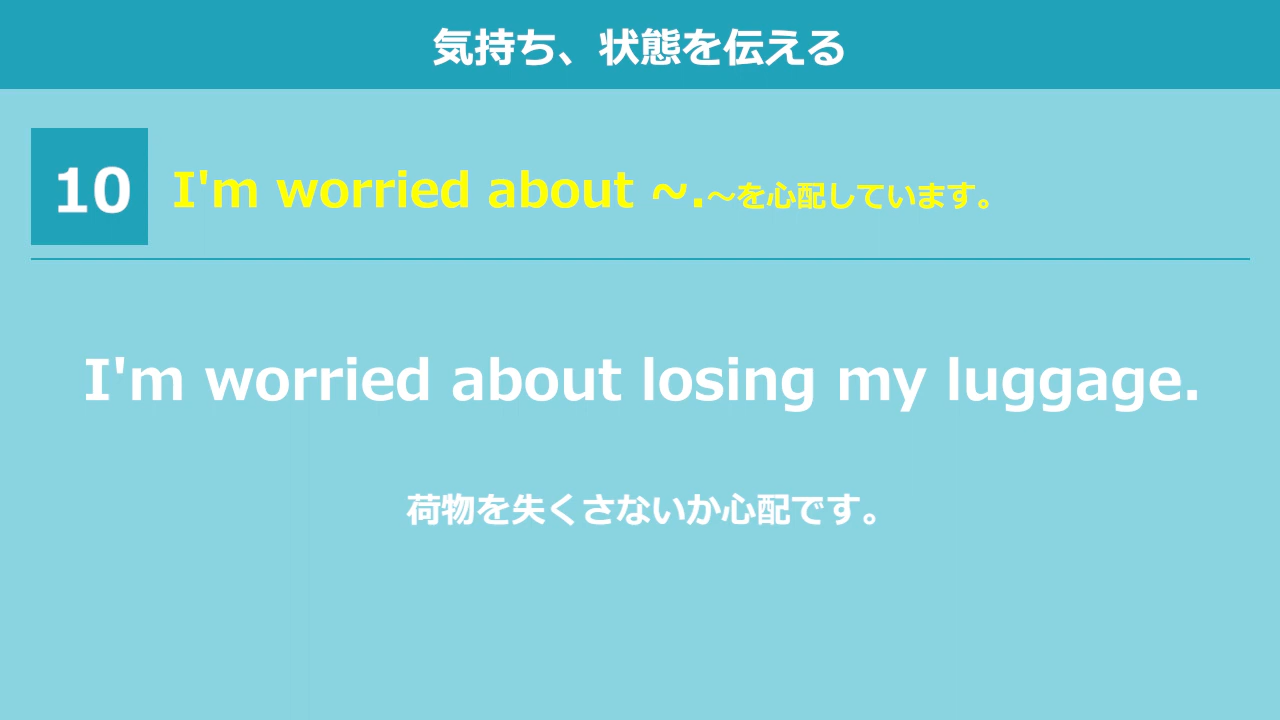 気持ち、状態を伝える
10 I'm worried about ~.～を心配しています。
I'm worried about losing my luggage.
荷物を失くさないか心配です。